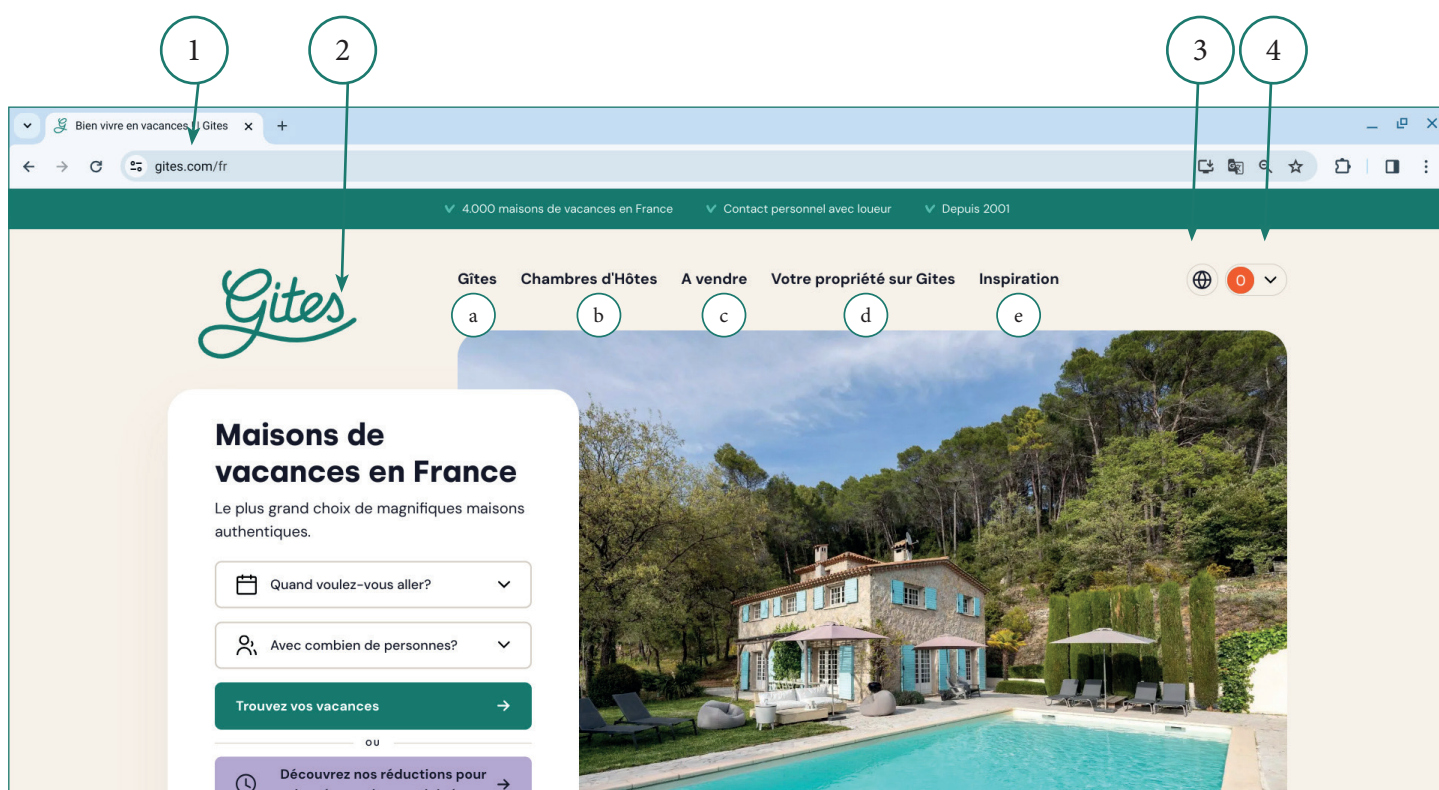 1
2
3
4
Bien vivre en vacances | Gites
gites.com/fr
4.000 maisons de vacances en France
Contact personnel avec loueur
Depuis 2001
Gites
Gîtes
Chambres d'Hôtes
A vendre
Votre propriété sur Gites
Inspiration
0
a
b
c
d
e
Maisons de
vacances en France
Le plus grand choix de magnifiques maisons
authentiques.
Quand voulez-vous aller?
Avec combien de personnes?
Trouvez vos vacances
OU
Découvrez nos réductions pour